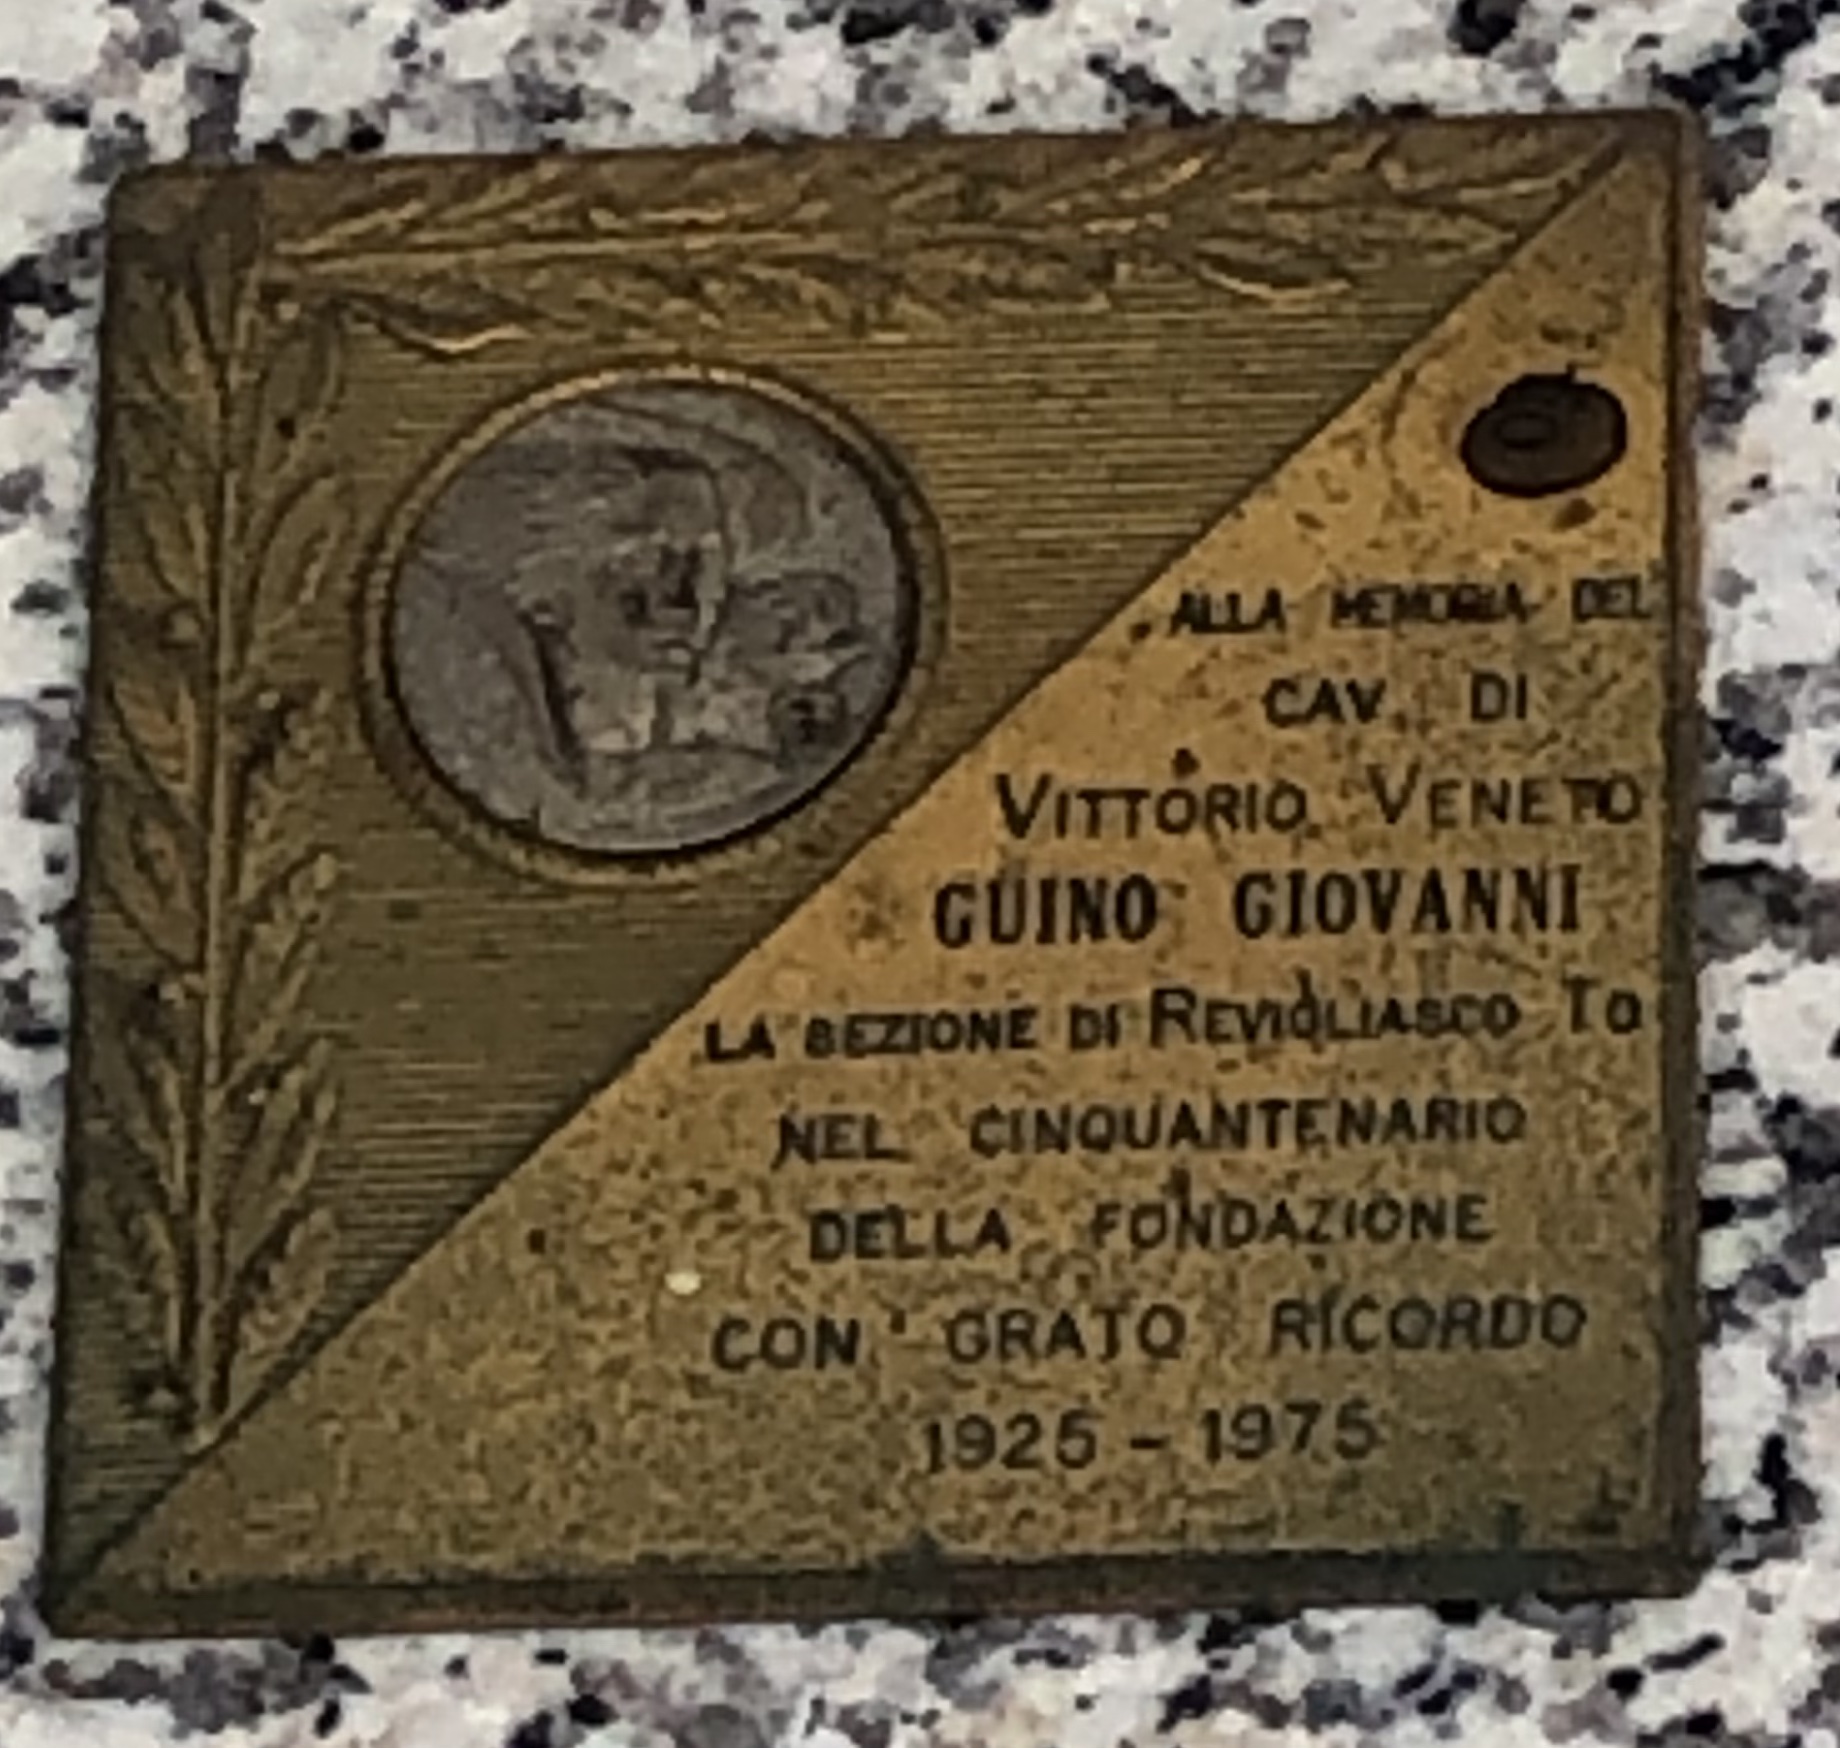 ALLA MEMORIA DEL
CAV. DI
VITTORIO VENETO
GUINO GIOVANNI
LA SEZIONE DI REVIGLIASCO TO
NEL CINQUANTENARIO
DELLA FONDAZIONE
CON GRATO RICORDO
1925 - 1975